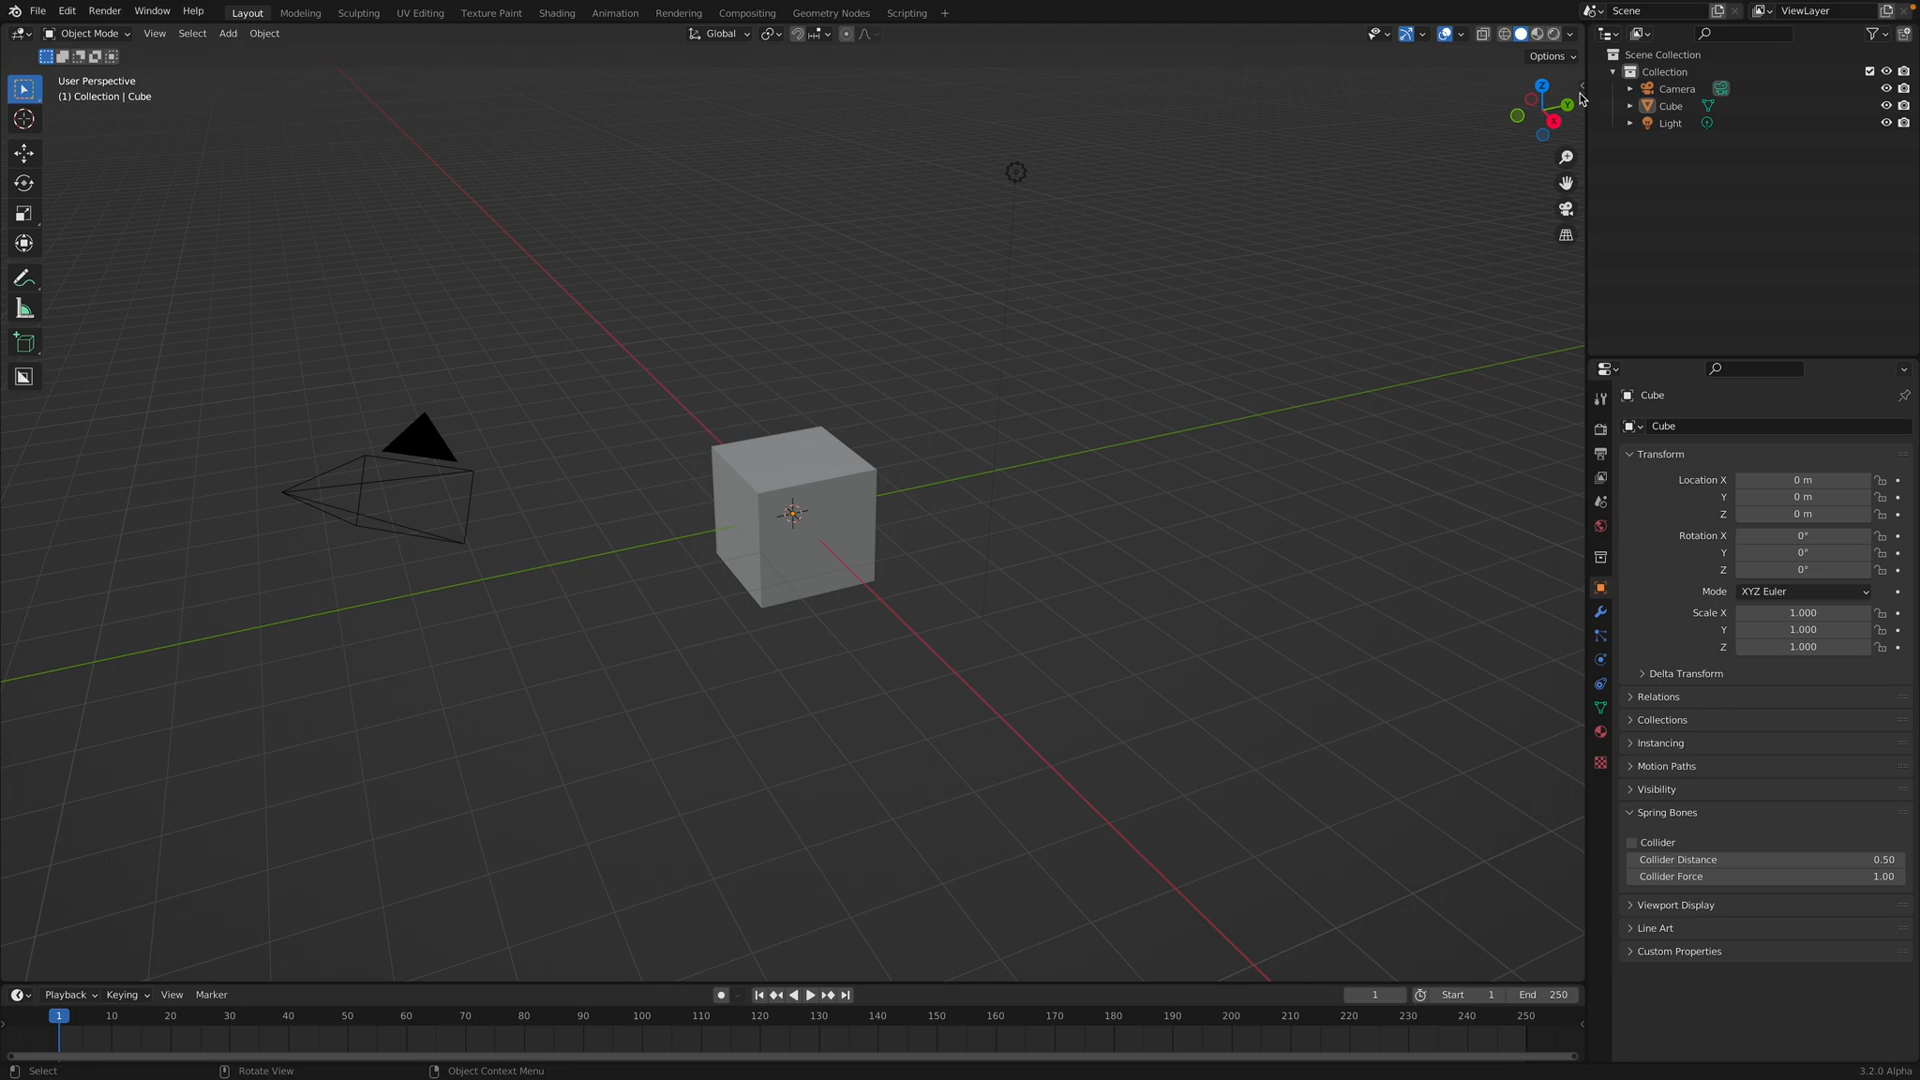 File Edit Render Window Help Layout Modeling Sculpting UV Editing Texture Paint Shading Animation Rendering Compositing Geometry Nodes Scripting + Scene ViewLayer
Object Mode View Select Add Object Global
Options
User Perspective
(1) Collection | Cube
Z
Y
X
Scene Collection
Collection
Camera
Cube
Light
Cube
Cube
Transform
Location X 0 m
Y 0 m
Z 0 m
Rotation X 0°
Y 0°
Z 0°
Mode XYZ Euler
Scale X 1.000
Y 1.000
Z 1.000
Delta Transform
Relations
Collections
Instancing
Motion Paths
Visibility
Spring Bones
Collider
Collider Distance 0.50
Collider Force 1.00
Viewport Display
Line Art
Custom Properties
Playback Keying View Marker 1 Start 1 End 250
1 10 20 30 40 50 60 70 80 90 100 110 120 130 140 150 160 170 180 190 200 210 220 230 240 250
Select Rotate View Object Context Menu 3.2.0 Alpha